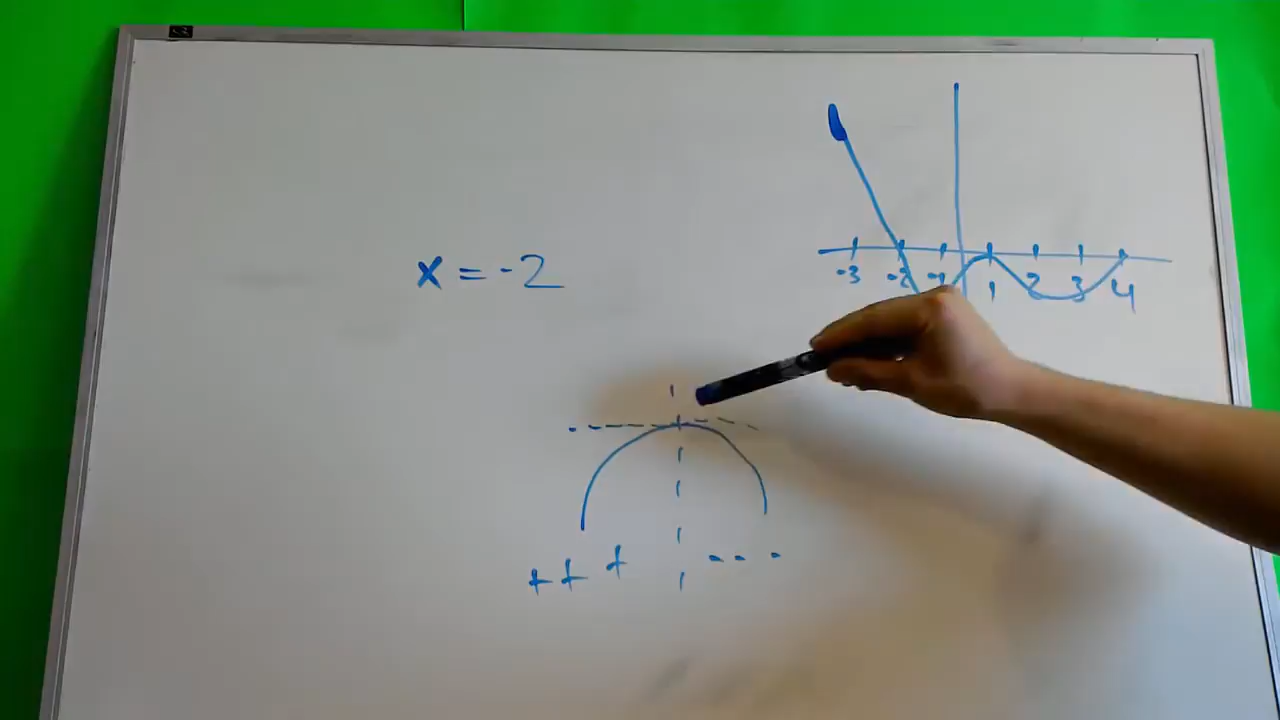 x = -2
-3 -2 -1 1 2 3 4
+ + + - - -